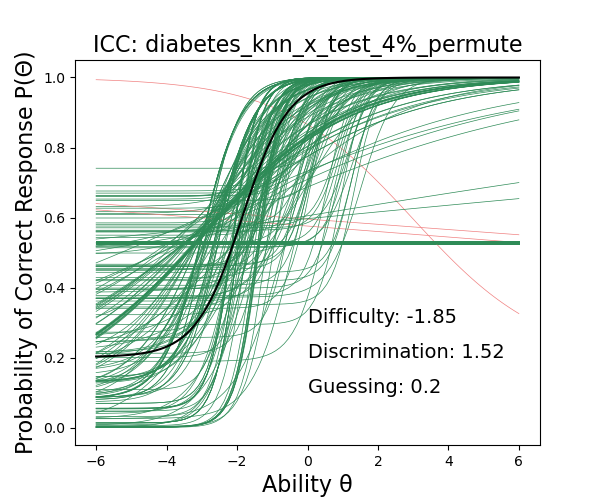 ICC: diabetes_knn_x_test_4%_permute
Probability of Correct Response P(Θ)
1.0
0.8
0.6
0.4
0.2
0.0
Difficulty: -1.85
Discrimination: 1.52
Guessing: 0.2
−6 −4 −2 0 2 4 6
Ability θ